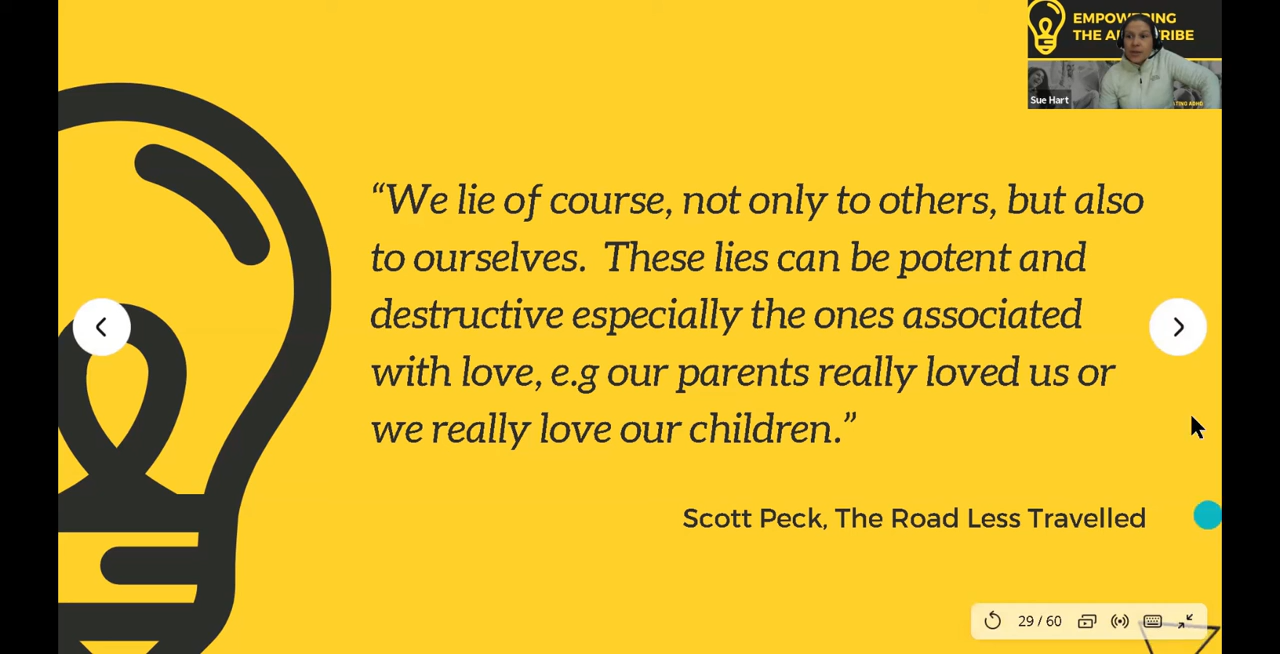 EMPOWERING
THE TRIBE
Sue Hart
“We lie of course, not only to others, but also
to ourselves.  These lies can be potent and
destructive especially the ones associated
with love, e.g our parents really loved us or
we really love our children.”
Scott Peck, The Road Less Travelled
29 / 60